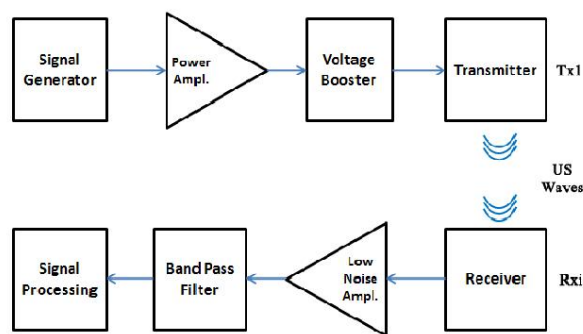 Signal
Generator
Power
Ampl.
Voltage
Booster
Transmitter
Tx1
US
Waves
Signal
Processing
Band Pass
Filter
Low
Noise
Ampl.
Receiver
Rxi